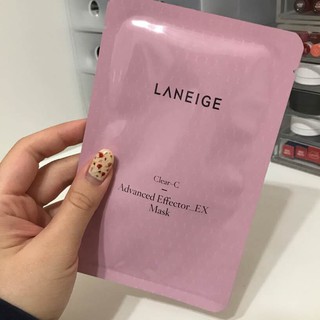 LANEIGE
Clear-C
Advanced Effector_EX
Mask